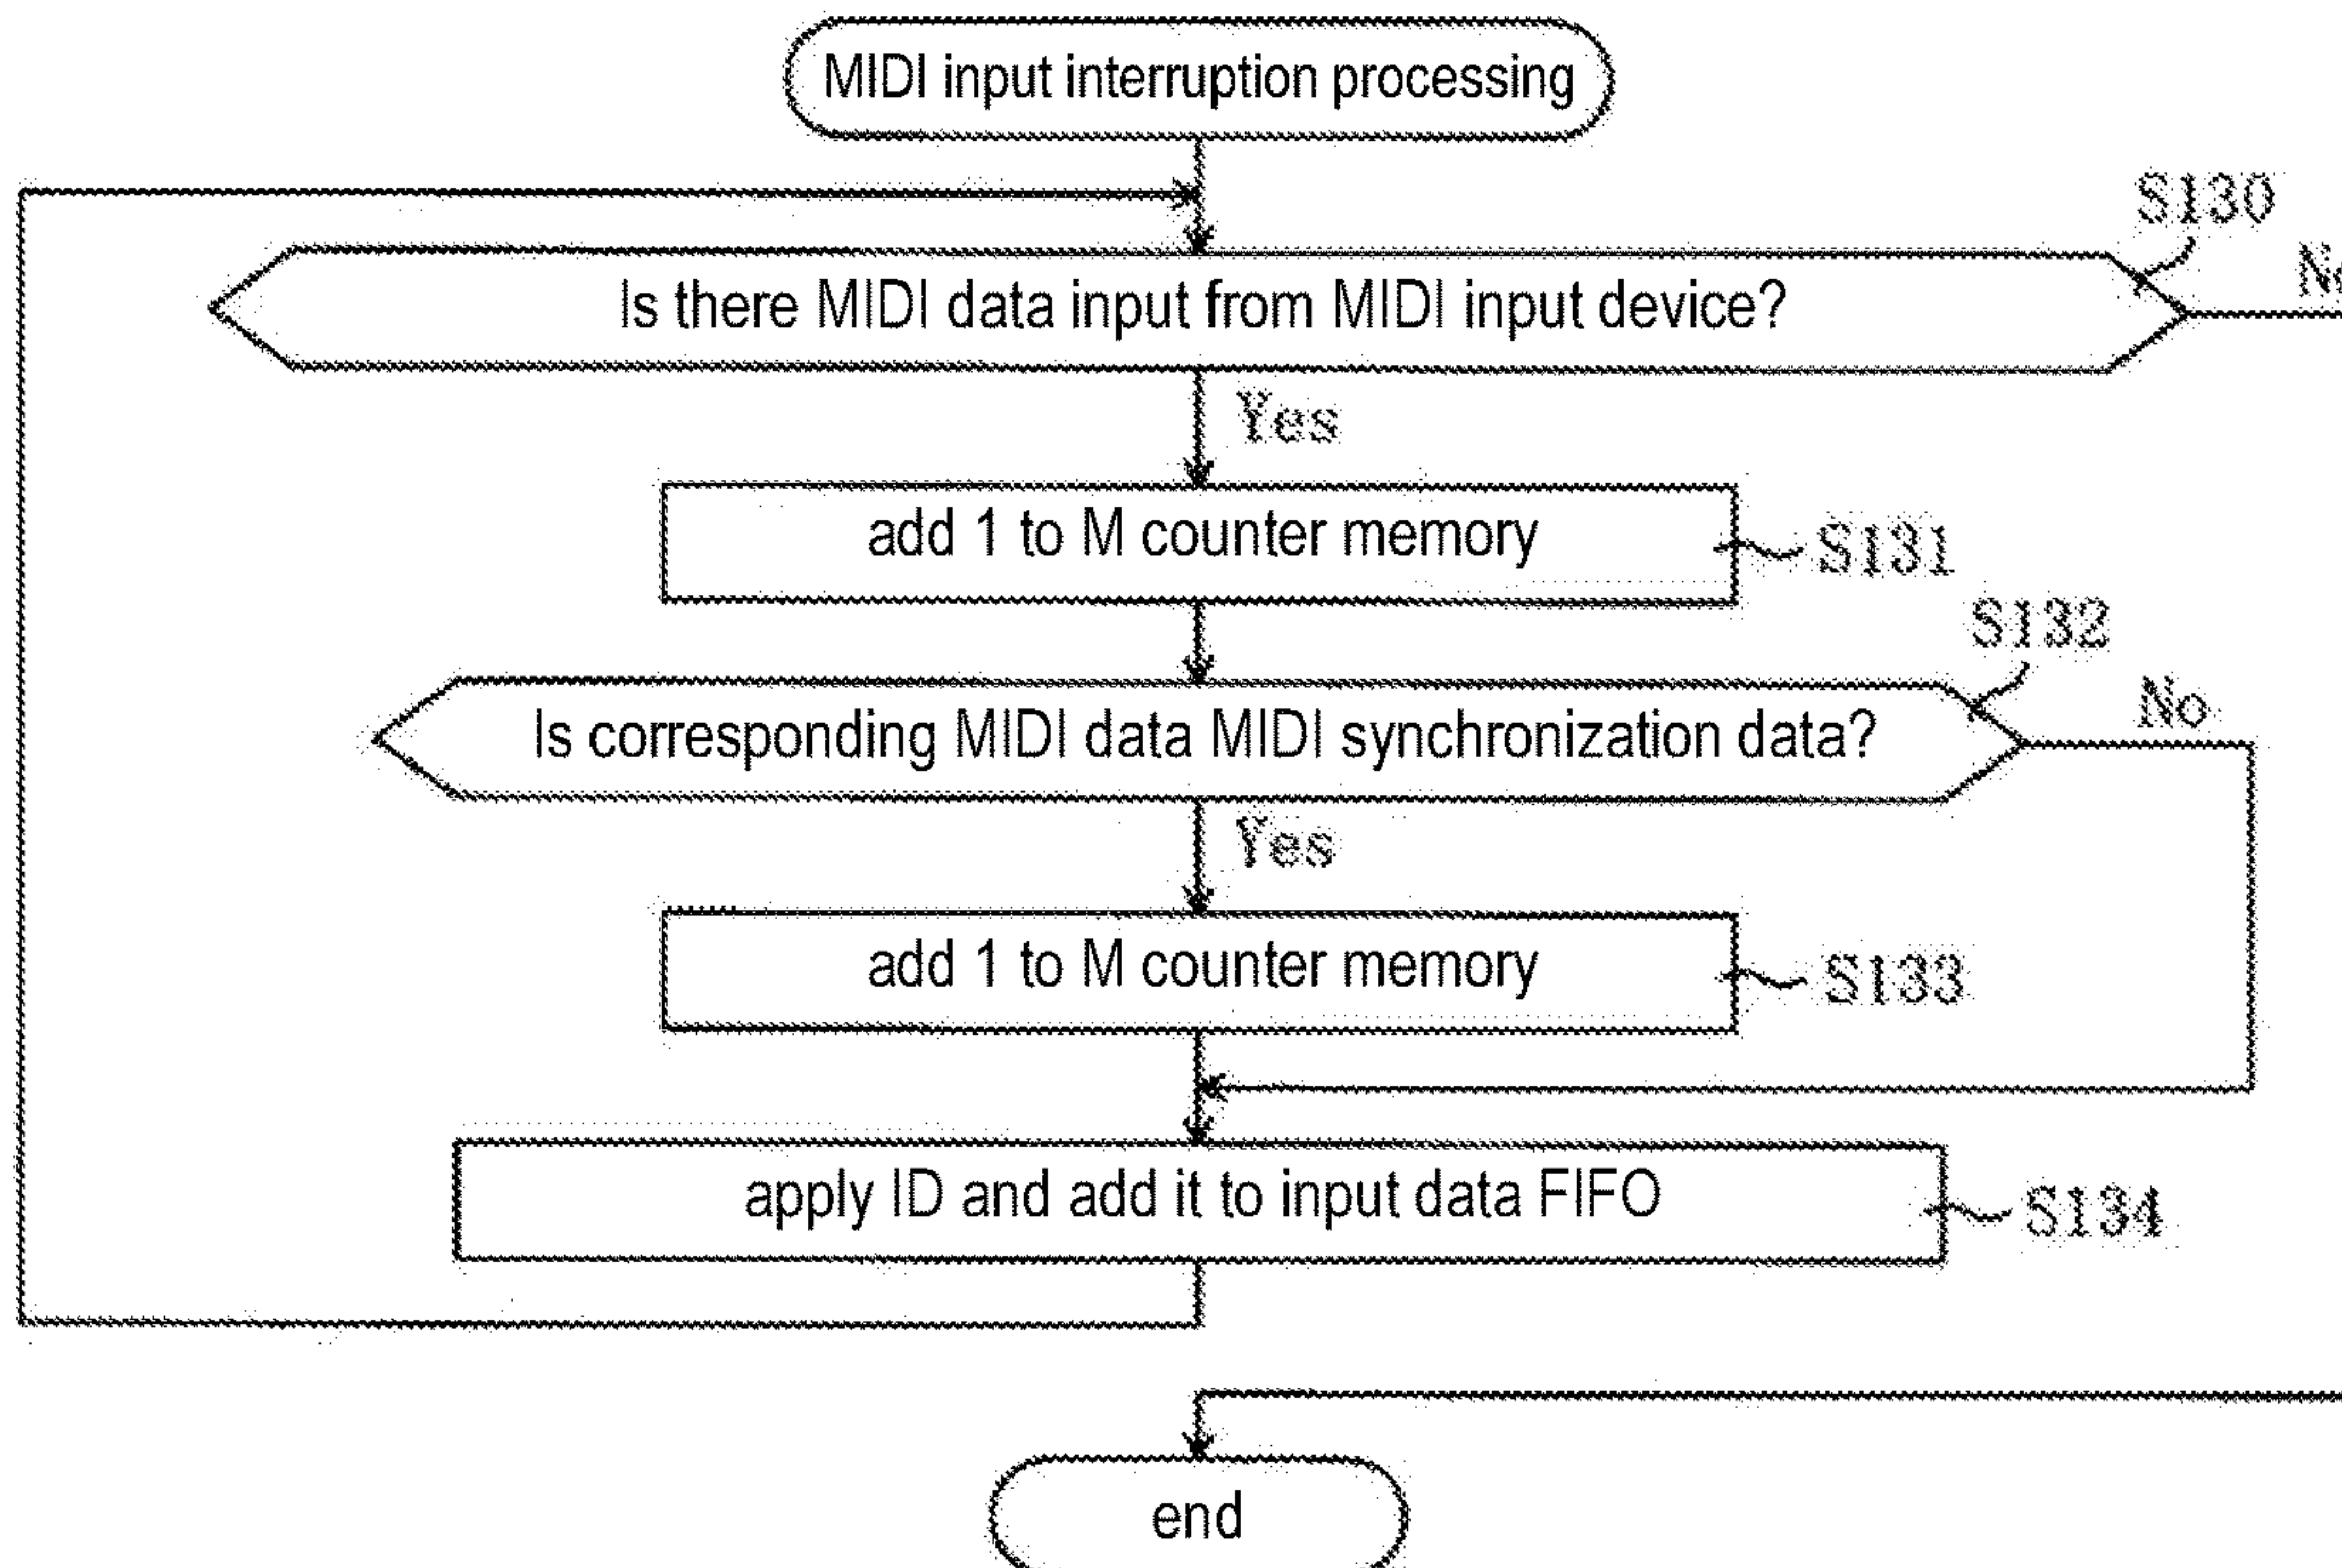 MIDI input interruption processing
S130
Is there MIDI data input from MIDI input device?
Yes
add 1 to M counter memory
S131
S132
Is corresponding MIDI data MIDI synchronization data?
No
Yes
add 1 to M counter memory
S133
apply ID and add it to input data FIFO
S134
end